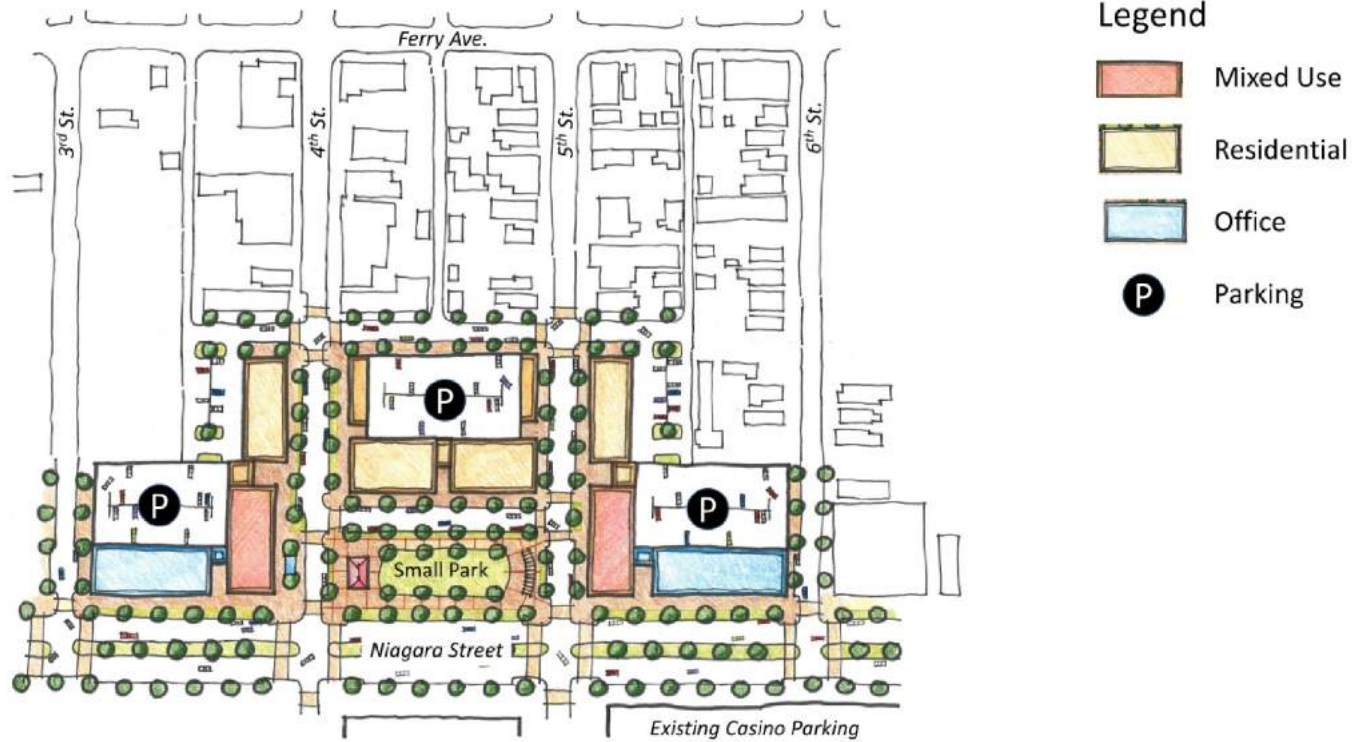 Legend
Ferry Ave.
Mixed Use
3rd St.
4th St.
5th St.
6th St.
Residential
Office
P Parking
P
P
P
Small Park
Niagara Street
Existing Casino Parking